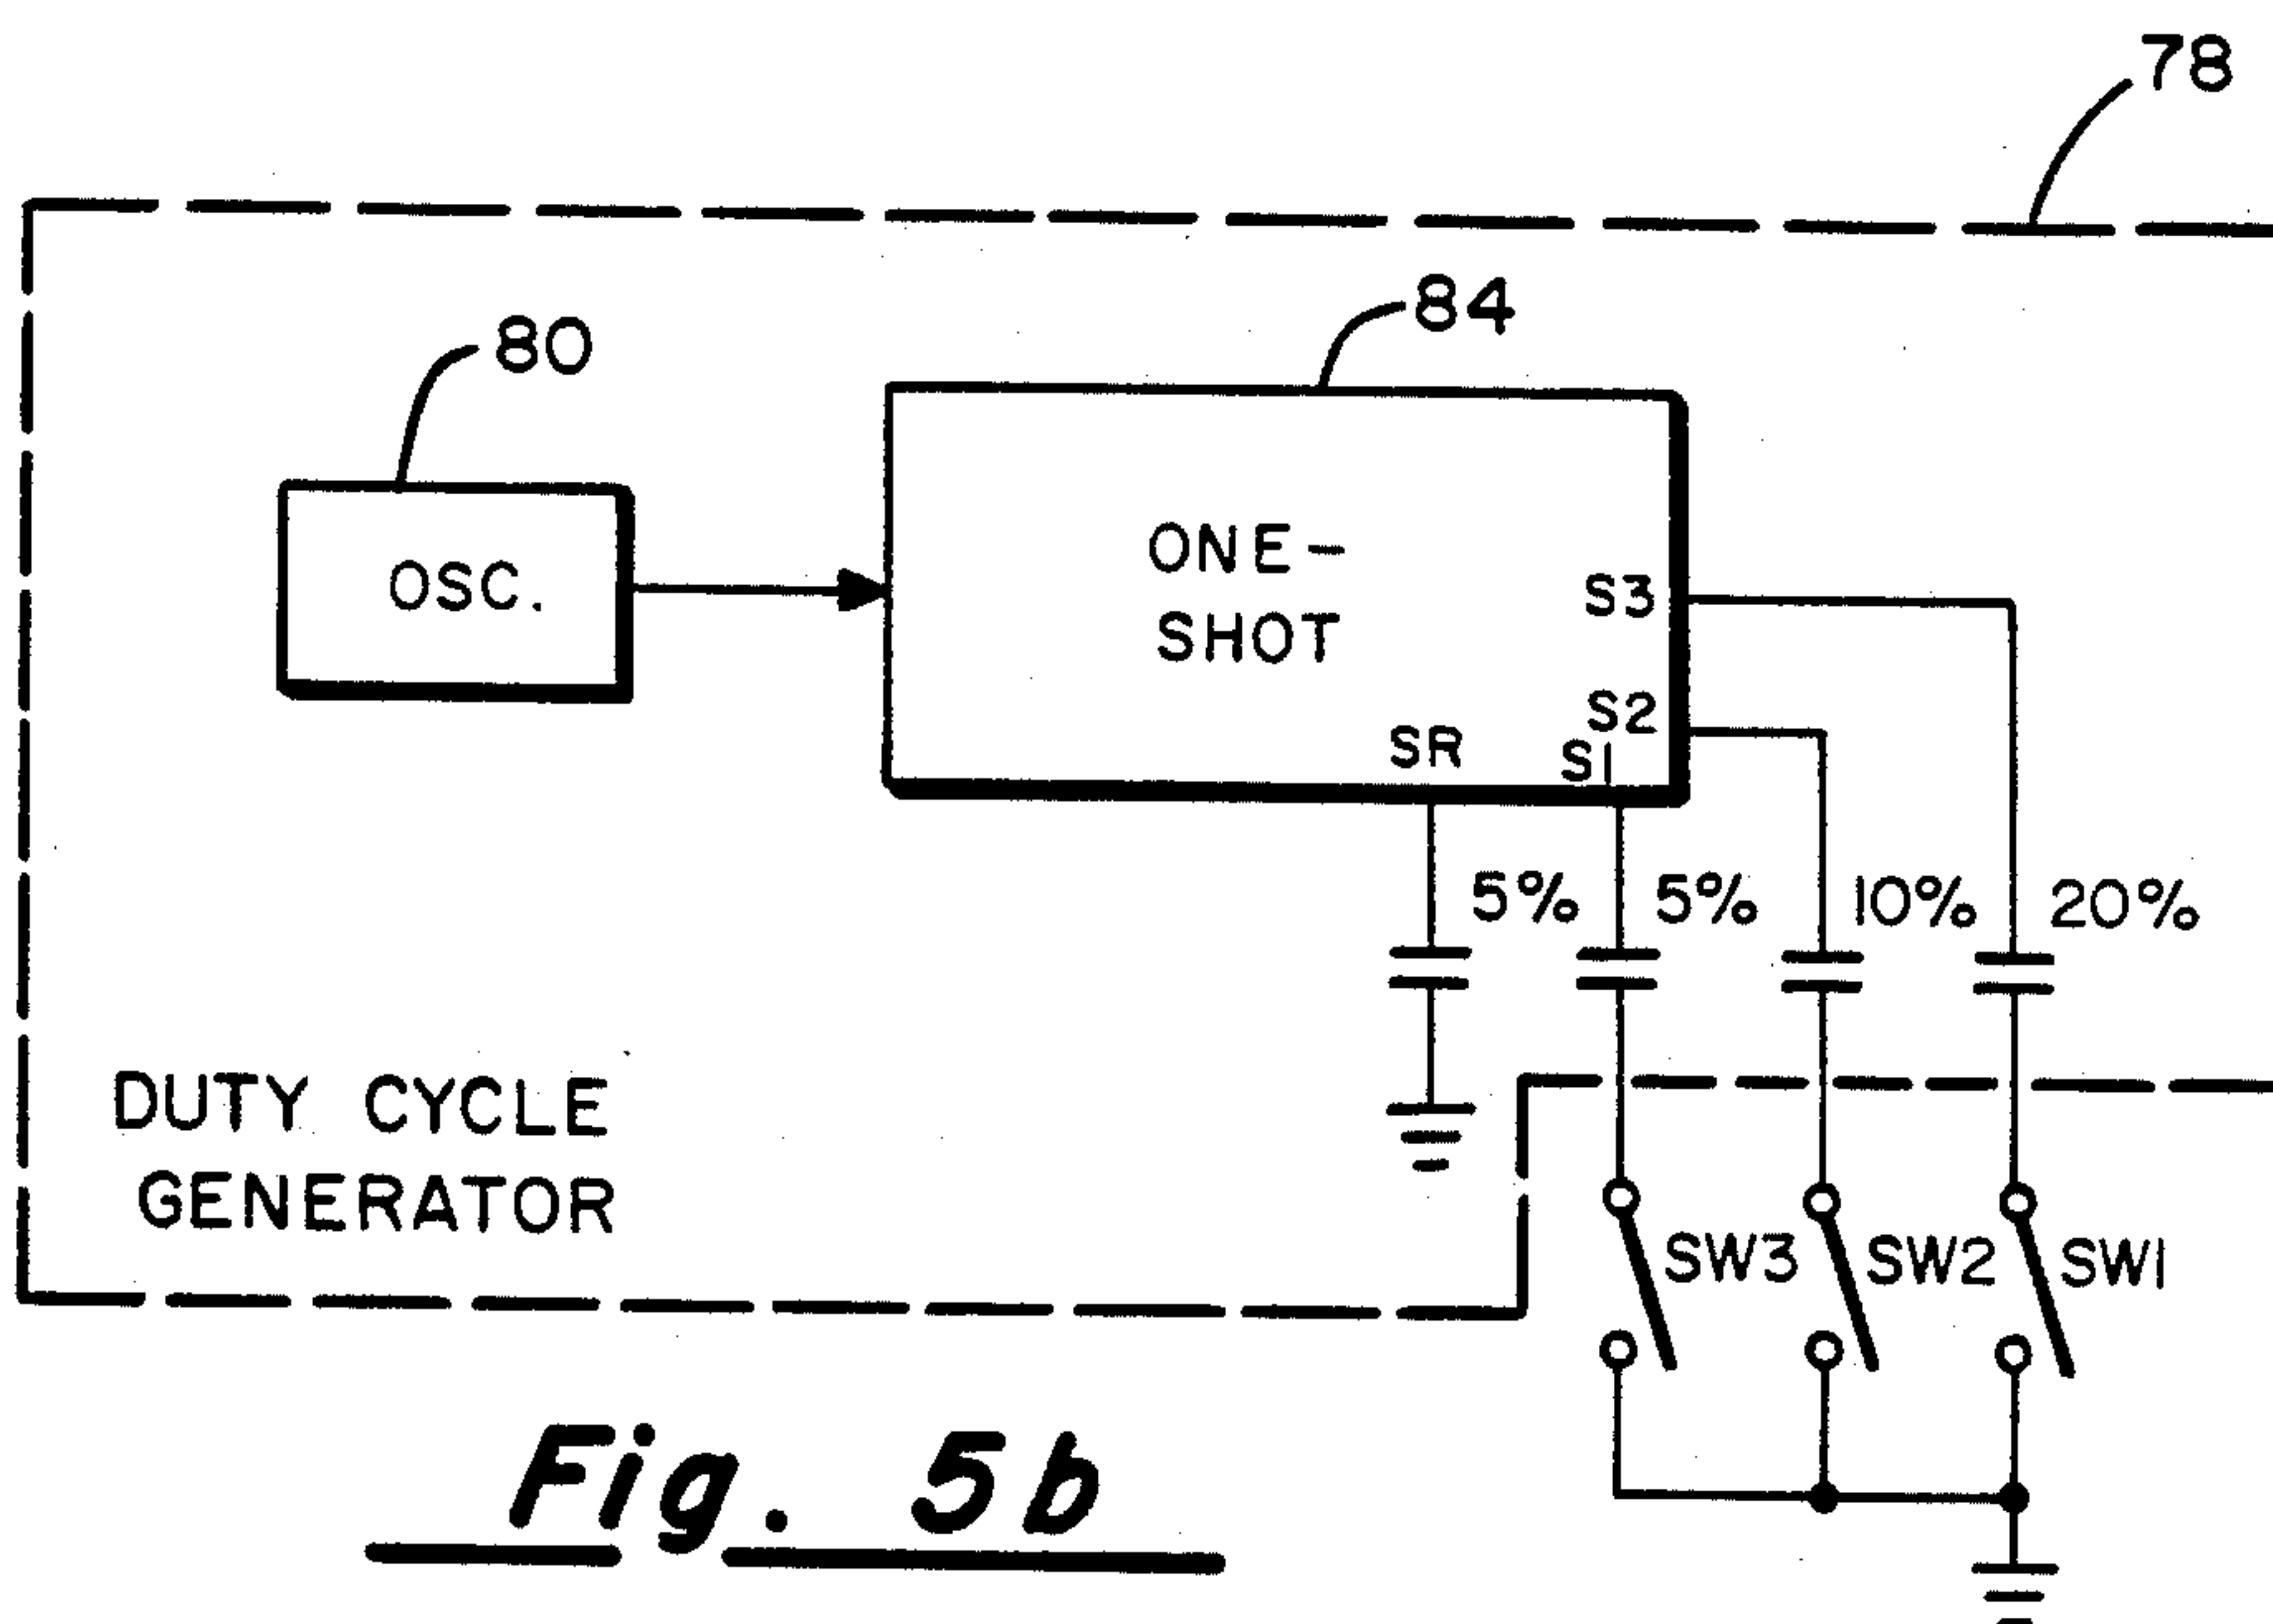 78
84
80
ONE-
SHOT
OSC.
S3
S2
S1
SR
5%
5%
10%
20%
DUTY CYCLE
GENERATOR
SW3
SW2
SW1
Fig. 5b